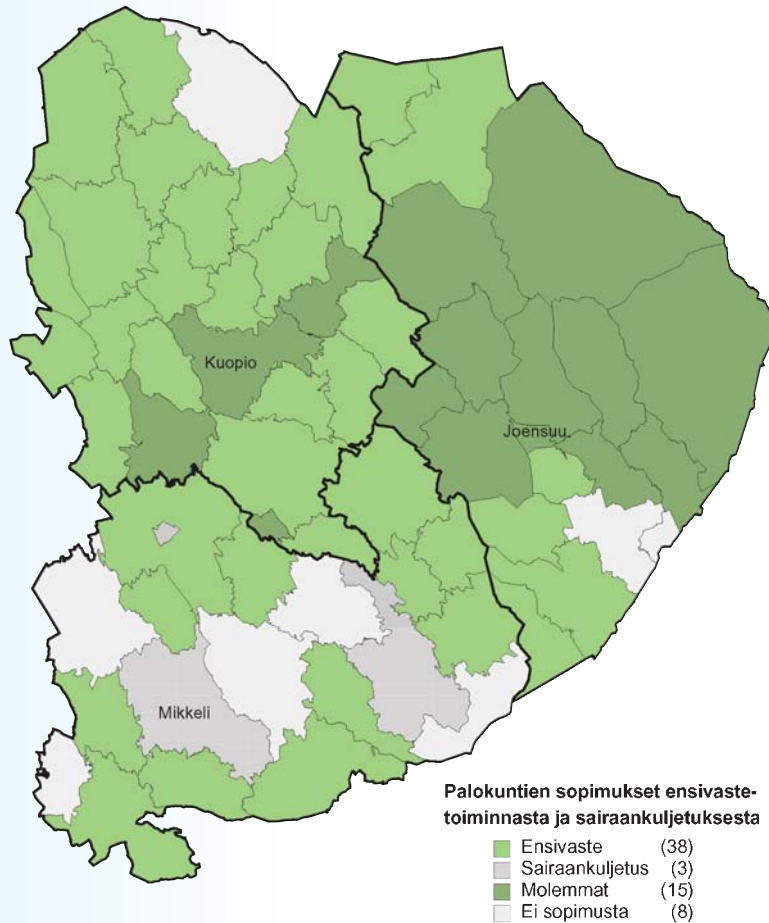 Kuopio
Joensuu
Mikkeli
Palokuntien sopimukset ensivaste-
toiminnasta ja sairaankuljetuksesta
Ensivaste (38)
Sairaankuljetus (3)
Molemmat (15)
Ei sopimusta (8)